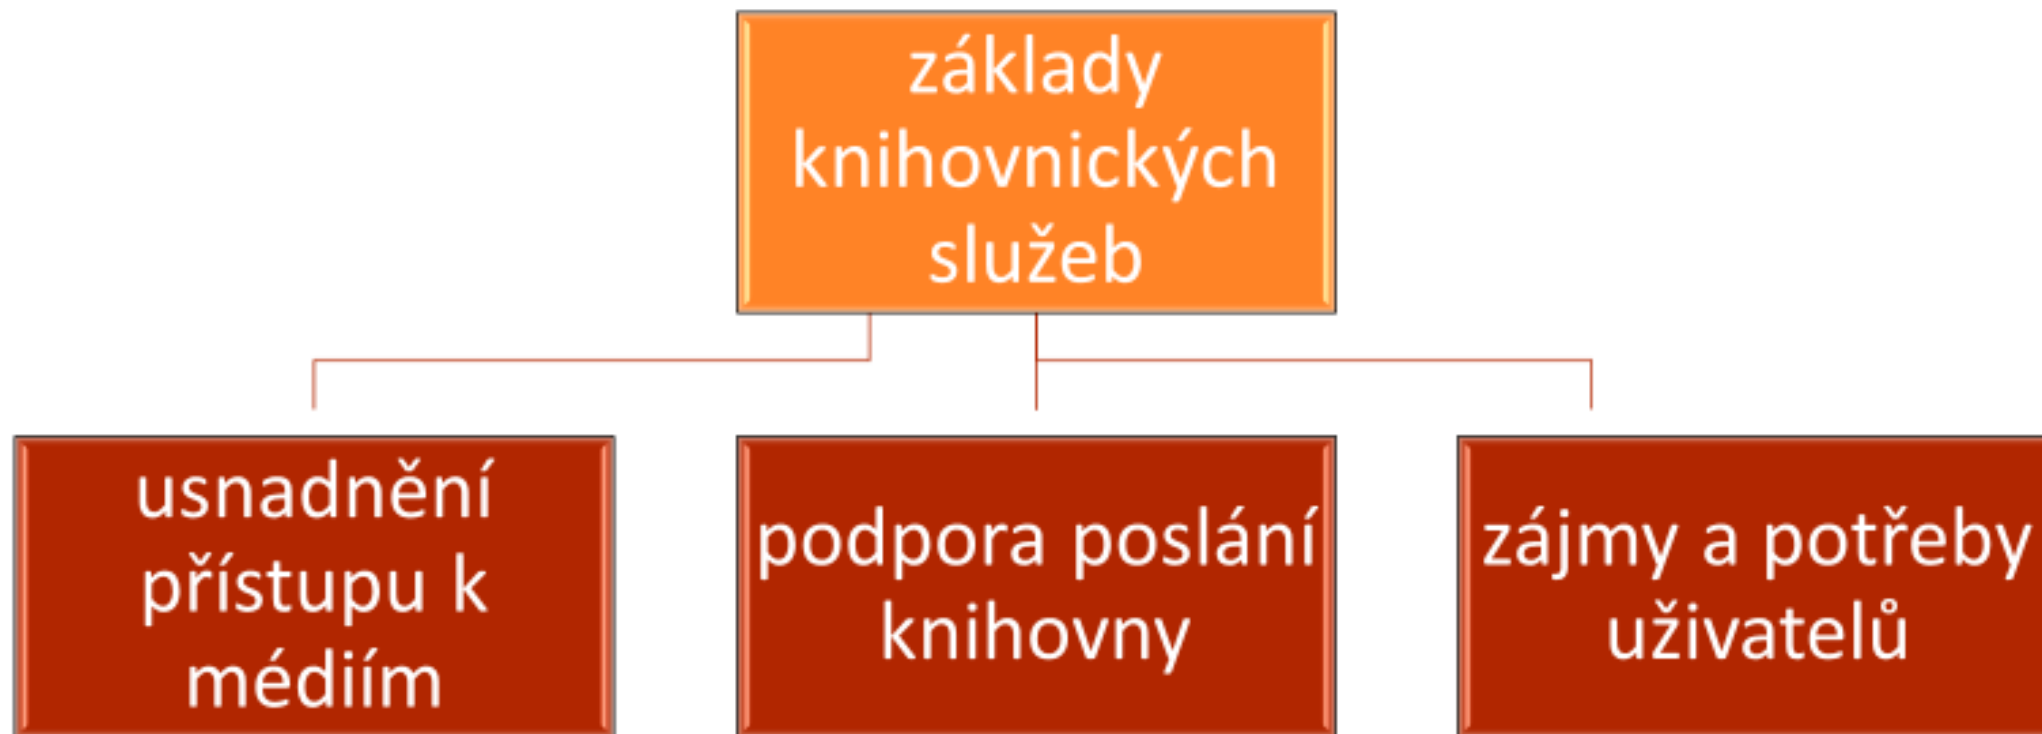 základy
knihovnických
služeb
usnadnění
přístupu k
médiím
podpora poslání
knihovny
zájmy a potřeby
uživatelů